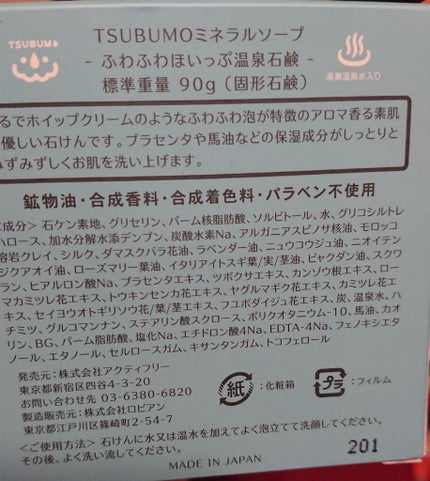 TSUBUMO
TSUBUMOミネラルソープ
- ふわふわほいっぷ温泉石鹸 -
標準重量 90g（固形石鹸）
湯瀬温泉水入り
るでホイップクリームのようなふわふわ泡が特徴のアロマ香る素肌
優しい石けんです。プラセンタや馬油などの保湿成分がしっとりと
みずみずしくお肌を洗い上げます。
鉱物油・合成香料・合成着色料・パラベン不使用
成分＞石ケン素地、グリセリン、パーム核脂肪酸、ソルビトール、水、グリコシルトレ
ハロース、加水分解水添デンプン、炭酸水素Na、アルガニアスピノサ核油、モロッコ
溶岩クレイ、シルク、ダマスクバラ花油、ラベンダー油、ニュウコウジュ油、ニオイテン
ジクアオイ油、ローズマリー葉油、イタリアイトスギ葉/実/茎油、ビャクダン油、スクワ
ラン、ヒアルロン酸Na、プラセンタエキス、ツボクサエキス、カンゾウ根エキス、ロー
マカミツレ花エキス、トウキンセンカ花エキス、ヤグルマギク花エキス、カミツレ花エ
キス、セイヨウオトギリソウ花/葉/茎エキス、フユボダイジュ花エキス、炭、温泉水、ハ
チミツ、グルコマンナン、ステアリン酸スクロース、ポリクオタニウム-10、馬油、カオ
リン、BG、パーム脂肪酸、塩化Na、エチドロン酸4Na、EDTA-4Na、フェノキシエタ
ノール、エタノール、セルロースガム、キサンタンガム、トコフェロール
発売元：株式会社アクティフリー
東京都新宿区四谷4-3-20
お問い合わせ先 03-6380-6820
製造販売元：株式会社ロビアン
東京都江戸川区篠崎町2-54-7
紙：化粧箱
プラ：フィルム
＜ご使用方法＞石けんに水又は温水を加えてよく泡立てて洗顔してください。
その後、よく洗い流してください。
201
MADE IN JAPAN